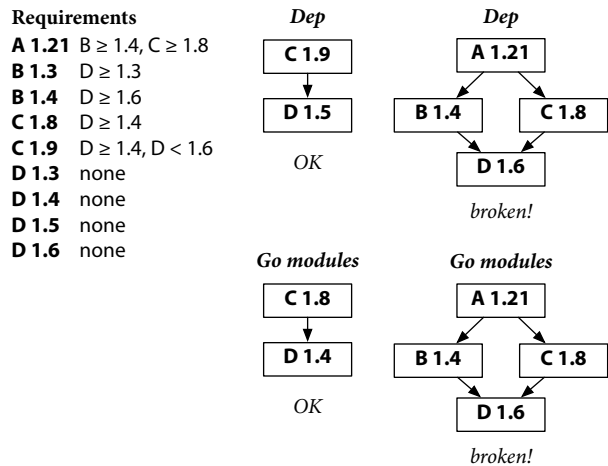 Requirements
A 1.21 B ≥ 1.4, C ≥ 1.8
B 1.3 D ≥ 1.3
B 1.4 D ≥ 1.6
C 1.8 D ≥ 1.4
C 1.9 D ≥ 1.4, D < 1.6
D 1.3 none
D 1.4 none
D 1.5 none
D 1.6 none
Dep
C 1.9
D 1.5
OK
Dep
A 1.21
B 1.4 C 1.8
D 1.6
broken!
Go modules
C 1.8
D 1.4
OK
Go modules
A 1.21
B 1.4 C 1.8
D 1.6
broken!